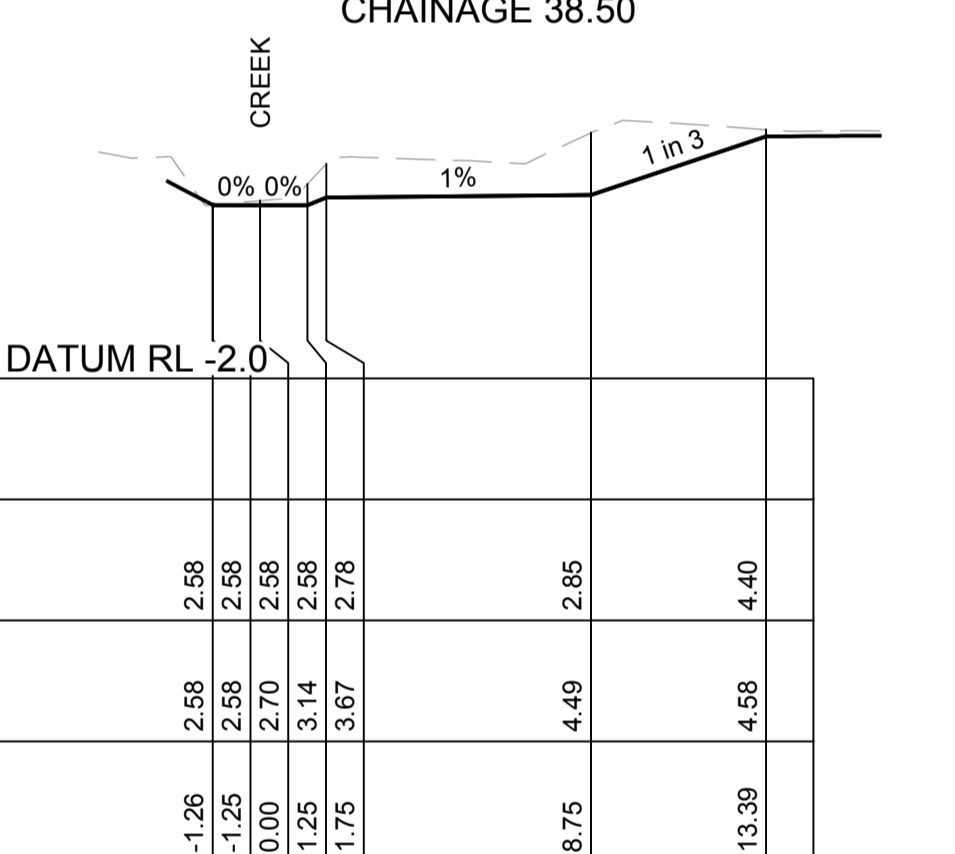 CHAINAGE 38.50
CREEK
1 in 3
0% 0%
1%
DATUM RL -2.0
2.58 2.58 2.58 2.58 2.78 2.85 4.40
2.58 2.58 2.70 3.14 3.67 4.49 4.58
-1.26 -1.25 0.00 1.25 1.75 8.75 13.39